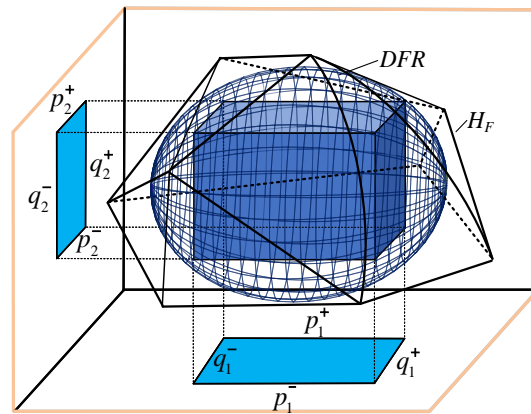 DFR
H_F
p_2^+
q_2^+
q_2^-
p_2^-
p_1^+
q_1^-
q_1^+
p_1^-